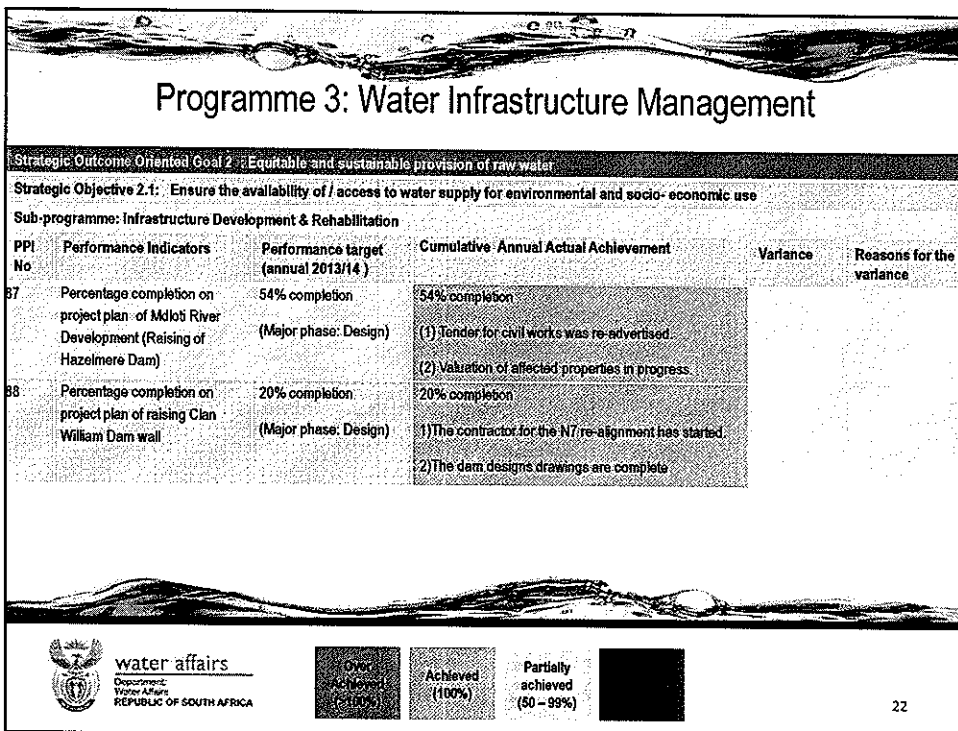 Programme 3: Water Infrastructure Management
Strategic Outcome Oriented Goal 2 : Equitable and sustainable provision of raw water
Strategic Objective 2.1: Ensure the availability of / access to water supply for environmental and socio- economic use
Sub-programme: Infrastructure Development & Rehabilitation
PPI No
Performance Indicators
Performance target (annual 2013/14 )
Cumulative Annual Actual Achievement
Variance
Reasons for the variance
87
Percentage completion on
project plan of Mdloti River
Development (Raising of
Hazelmere Dam)
54% completion
(Major phase: Design)
54% completion
(1) Tender for civil works was re-advertised.
(2) Valuation of affected properties in progress.
88
Percentage completion on
project plan of raising Clan
William Dam wall
20% completion
(Major phase: Design)
20% completion
1)The contractor for the N7 re-alignment has started.
2)The dam designs drawings are complete
water affairs
Department:
Water Affairs
REPUBLIC OF SOUTH AFRICA
Over
Achieved
(>100%)
Achieved
(100%)
Partially
achieved
(50 – 99%)
22